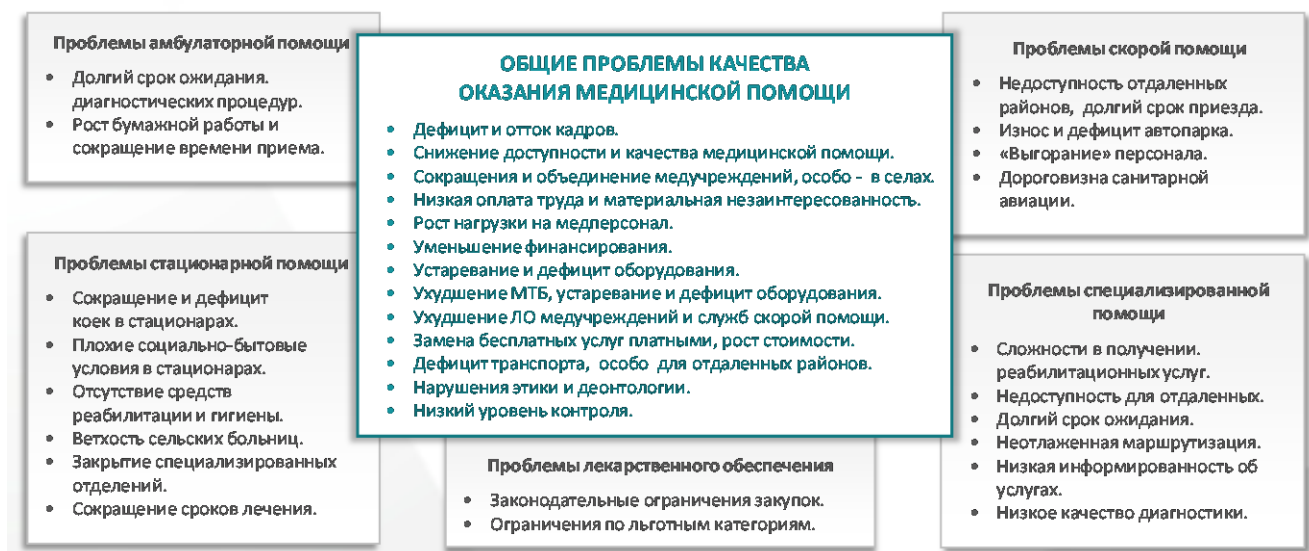 Проблемы амбулаторной помощи
• Долгий срок ожидания.
диагностических процедур.
• Рост бумажной работы и
сокращение времени приема.
Проблемы стационарной помощи
• Сокращение и дефицит
коек в стационарах.
• Плохие социально-бытовые
условия в стационарах.
• Отсутствие средств
реабилитации и гигиены.
• Ветхость сельских больниц.
• Закрытие специализированных
отделений.
• Сокращение сроков лечения.
ОБЩИЕ ПРОБЛЕМЫ КАЧЕСТВА
ОКАЗАНИЯ МЕДИЦИНСКОЙ ПОМОЩИ
• Дефицит и отток кадров.
• Снижение доступности и качества медицинской помощи.
• Сокращения и объединение медучреждений, особо - в селах.
• Низкая оплата труда и материальная незаинтересованность.
• Рост нагрузки на медперсонал.
• Уменьшение финансирования.
• Устаревание и дефицит оборудования.
• Ухудшение МТБ, устаревание и дефицит оборудования.
• Ухудшение ЛО медучреждений и служб скорой помощи.
• Замена бесплатных услуг платными, рост стоимости.
• Дефицит транспорта, особо для отдаленных районов.
• Нарушения этики и деонтологии.
• Низкий уровень контроля.
Проблемы лекарственного обеспечения
• Законодательные ограничения закупок.
• Ограничения по льготным категориям.
Проблемы скорой помощи
• Недоступность отдаленных
районов, долгий срок приезда.
• Износ и дефицит автопарка.
• «Выгорание» персонала.
• Дороговизна санитарной
авиации.
Проблемы специализированной
помощи
• Сложности в получении.
реабилитационных услуг.
• Недоступность для отдаленных.
• Долгий срок ожидания.
• Неотлаженная маршрутизация.
• Низкая информированность об
услугах.
• Низкое качество диагностики.